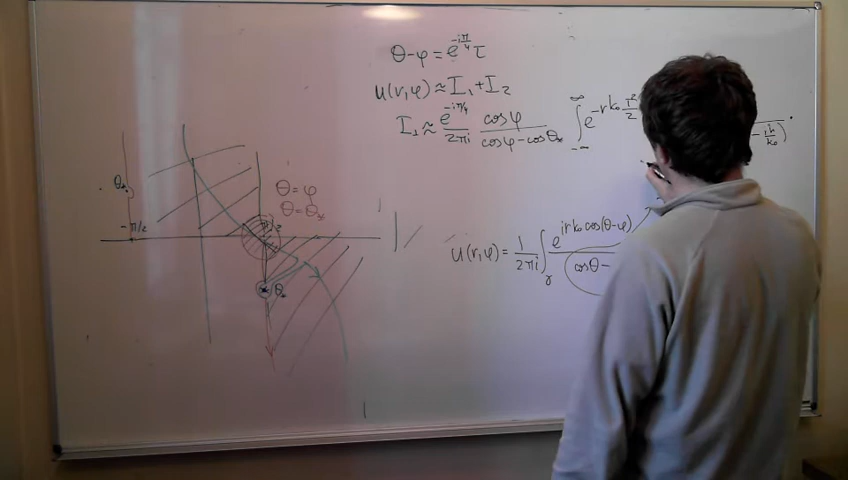 θ-φ = e^{-iπ/4} τ
u(r,φ) ≈ I₁ + I₂
I₁ ≈ e^{-iπ/4}/2πi cosφ/(cosφ - cosθ*) ∫_{-∞}^{∞} e^{-rk₀ τ²/2}
θ*
θ = φ
θ = θ*
-π/2
π/2
u(r,φ) = 1/2πi ∫_γ e^{irk₀cos(θ-φ)}/cosθ -
θ*